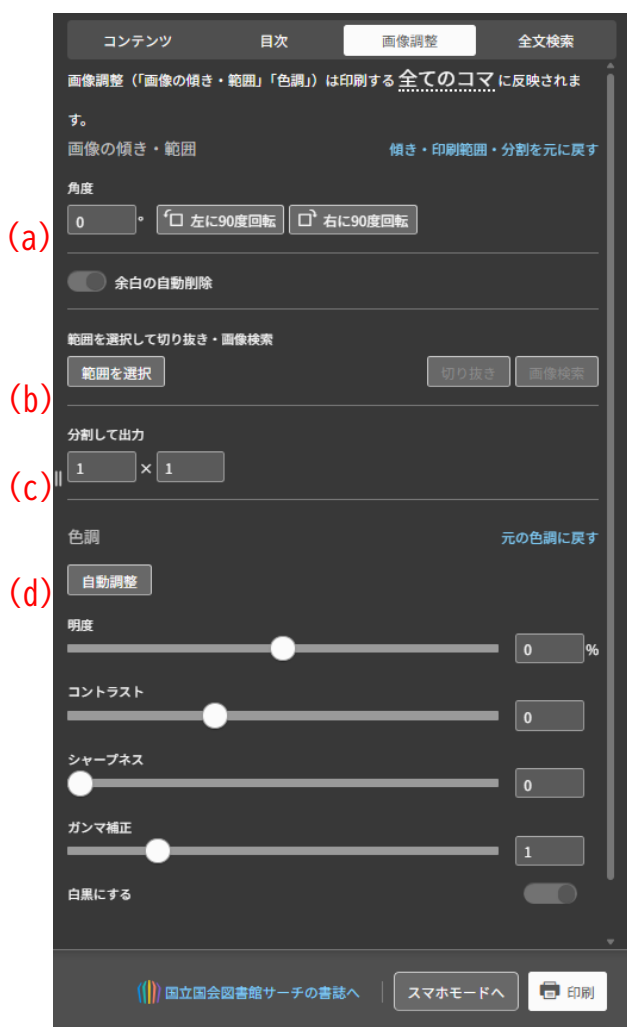 コンテンツ 目次 画像調整 全文検索
画像調整（「画像の傾き・範囲」「色調」）は印刷する 全てのコマ に反映されま
す。
画像の傾き・範囲 傾き・印刷範囲・分割を元に戻す
角度
(a) 0 ° 左に90度回転 右に90度回転
余白の自動削除
範囲を選択して切り抜き・画像検索
(b) 範囲を選択 切り抜き 画像検索
分割して出力
(c) 1 × 1
色調 元の色調に戻す
(d) 自動調整
明度
0 %
コントラスト
0
シャープネス
0
ガンマ補正
1
白黒にする
国立国会図書館サーチの書誌へ スマホモードへ 印刷